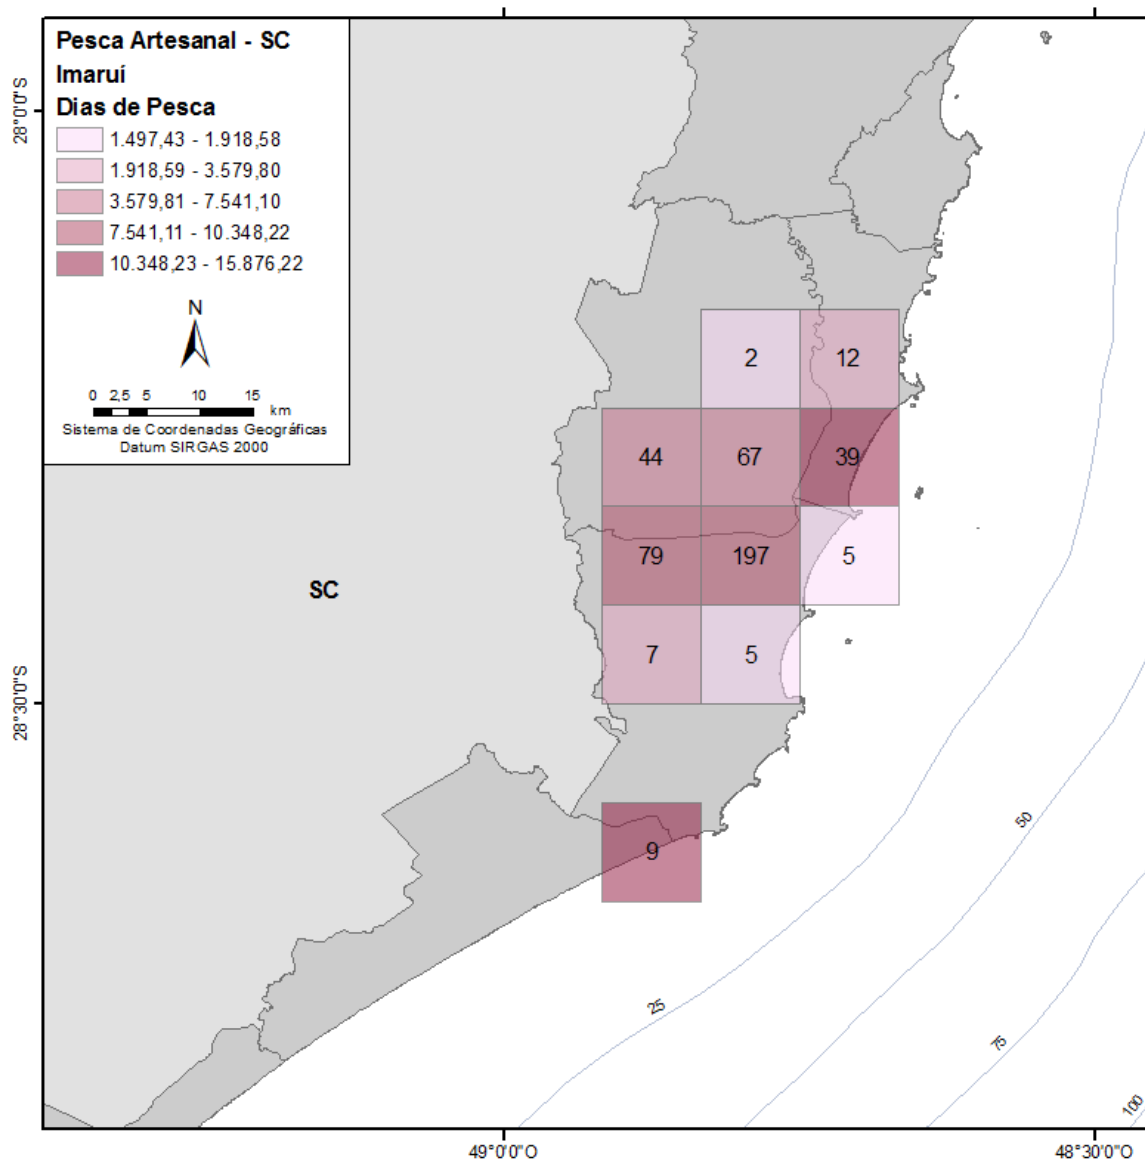 Pesca Artesanal - SC
Imaruí
Dias de Pesca
1.497,43 - 1.918,58
1.918,59 - 3.579,80
3.579,81 - 7.541,10
7.541,11 - 10.348,22
10.348,23 - 15.876,22
N
0 2,5 5 10 15
km
Sistema de Coordenadas Geográficas
Datum SIRGAS 2000
28°0'0"S
2 12
44 67 39
79 197 5
SC
7 5
28°30'0"S
9
25
50
75
100
49°0'0"O 48°30'0"O